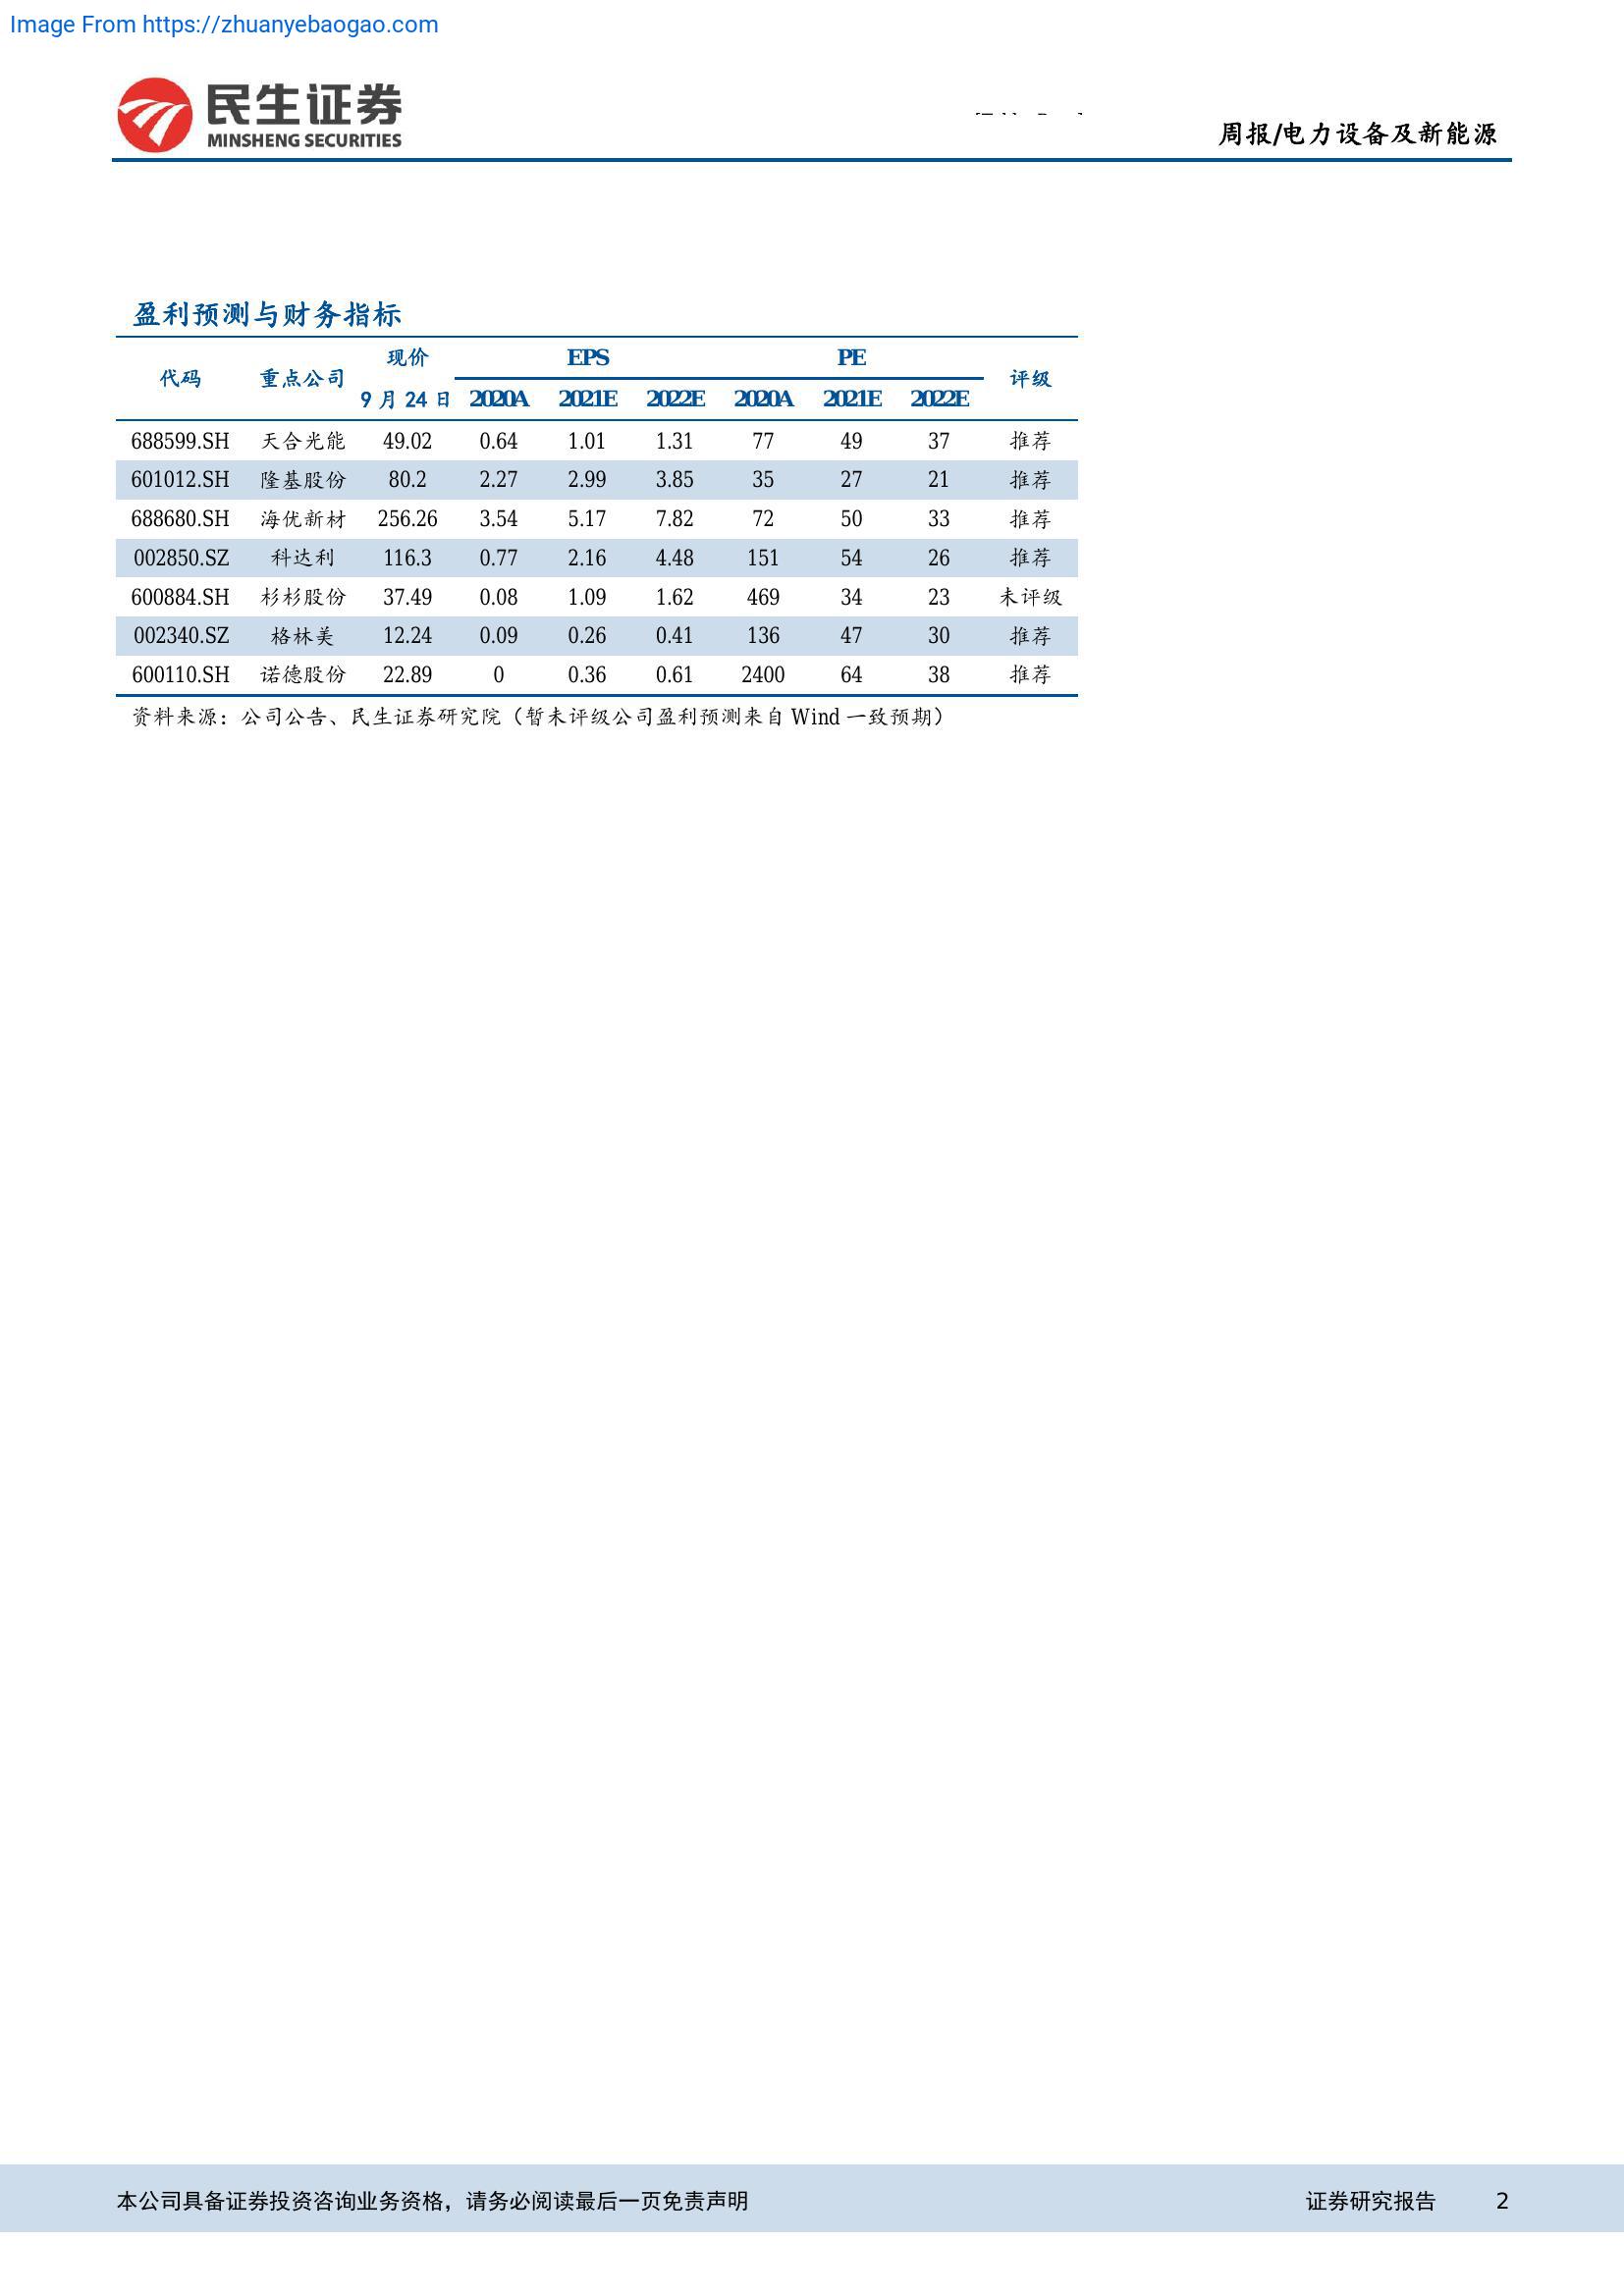 Image From https://zhuanyebaogao.com
民生证券
MINSHENG SECURITIES
周报/电力设备及新能源
盈利预测与财务指标
代码 重点公司 现价 EPS PE 评级
9 月 24 日 2020A 2021E 2022E 2020A 2021E 2022E
688599.SH 天合光能 49.02 0.64 1.01 1.31 77 49 37 推荐
601012.SH 隆基股份 80.2 2.27 2.99 3.85 35 27 21 推荐
688680.SH 海优新材 256.26 3.54 5.17 7.82 72 50 33 推荐
002850.SZ 科达利 116.3 0.77 2.16 4.48 151 54 26 推荐
600884.SH 杉杉股份 37.49 0.08 1.09 1.62 469 34 23 未评级
002340.SZ 格林美 12.24 0.09 0.26 0.41 136 47 30 推荐
600110.SH 诺德股份 22.89 0 0.36 0.61 2400 64 38 推荐
资料来源：公司公告、民生证券研究院（暂未评级公司盈利预测来自 Wind 一致预期）
本公司具备证券投资咨询业务资格，请务必阅读最后一页免责声明 证券研究报告 2